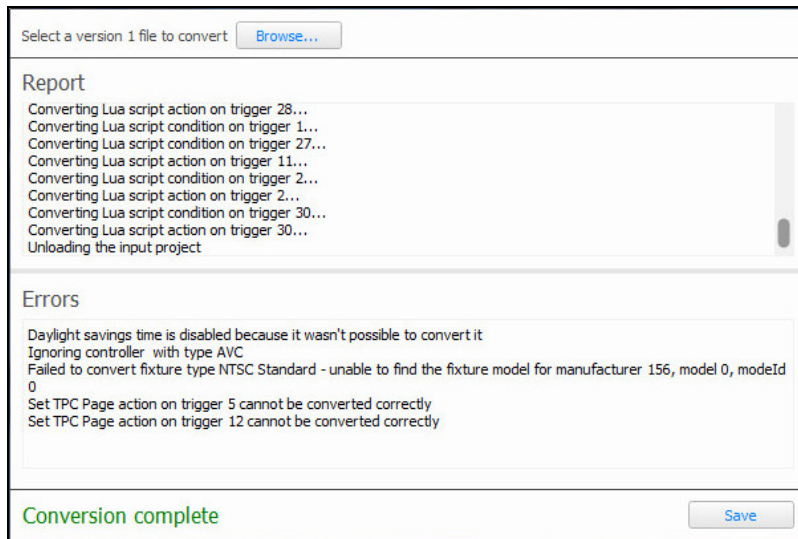 Select a version 1 file to convert Browse...
Report
Converting Lua script action on trigger 28...
Converting Lua script condition on trigger 1...
Converting Lua script condition on trigger 27...
Converting Lua script action on trigger 11...
Converting Lua script condition on trigger 2...
Converting Lua script action on trigger 2...
Converting Lua script condition on trigger 30...
Converting Lua script action on trigger 30...
Unloading the input project
Errors
Daylight savings time is disabled because it wasn't possible to convert it
Ignoring controller  with type AVC
Failed to convert fixture type NTSC Standard - unable to find the fixture model for manufacturer 156, model 0, modeId
0
Set TPC Page action on trigger 5 cannot be converted correctly
Set TPC Page action on trigger 12 cannot be converted correctly
Conversion complete Save